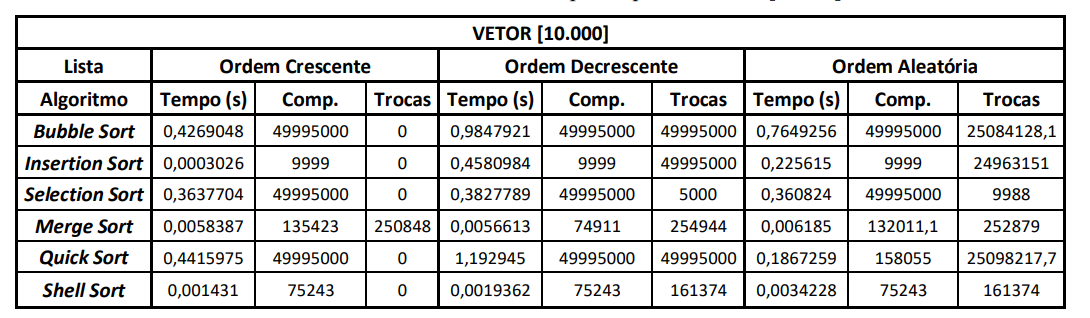 VETOR [10.000]
Lista Ordem Crescente Ordem Decrescente Ordem Aleatória
Algoritmo Tempo (s) Comp. Trocas Tempo (s) Comp. Trocas Tempo (s) Comp. Trocas
Bubble Sort 0,4269048 49995000 0 0,9847921 49995000 49995000 0,7649256 49995000 25084128,1
Insertion Sort 0,0003026 9999 0 0,4580984 9999 49995000 0,225615 9999 24963151
Selection Sort 0,3637704 49995000 0 0,3827789 49995000 5000 0,360824 49995000 9988
Merge Sort 0,0058387 135423 250848 0,0056613 74911 254944 0,006185 132011,1 252879
Quick Sort 0,4415975 49995000 0 1,192945 49995000 49995000 0,1867259 158055 25098217,7
Shell Sort 0,001431 75243 0 0,0019362 75243 161374 0,0034228 75243 161374